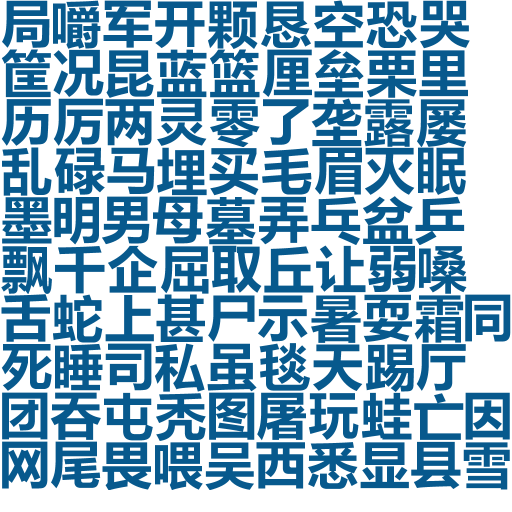 局嚼军开颗恳空恐哭
筐况昆蓝篮厘垒栗里
历厉两灵零了垄露屡
乱碌马埋买毛眉灭眠
墨明男母墓弄乓盆乒
飘千企屈取丘让弱嗓
舌蛇上甚尸示暑耍霜同
死睡司私虽毯天踢厅
团吞屯秃图屠玩蛙亡因
网尾畏喂吴西悉显县雪